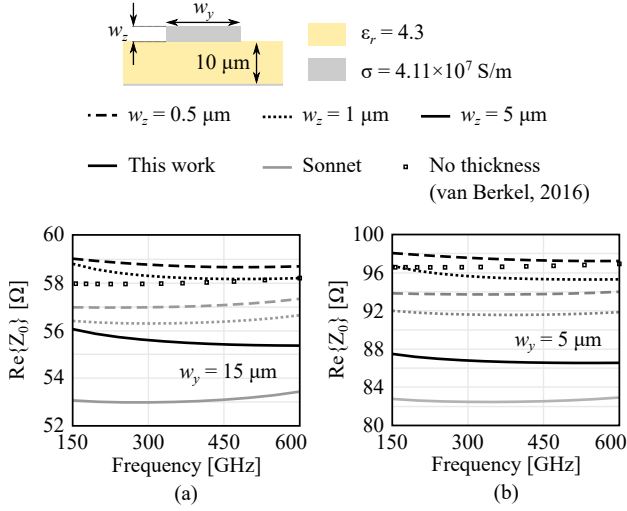 w_y
w_z
10 μm
ε_r = 4.3
σ = 4.11×10⁷ S/m
w_z = 0.5 μm
w_z = 1 μm
w_z = 5 μm
This work
Sonnet
No thickness
(van Berkel, 2016)
60
58
56
54
52
Re{Z_0} [Ω]
w_y = 15 μm
150
300
450
600
Frequency [GHz]
(a)
100
96
92
88
84
80
Re{Z_0} [Ω]
w_y = 5 μm
150
300
450
600
Frequency [GHz]
(b)